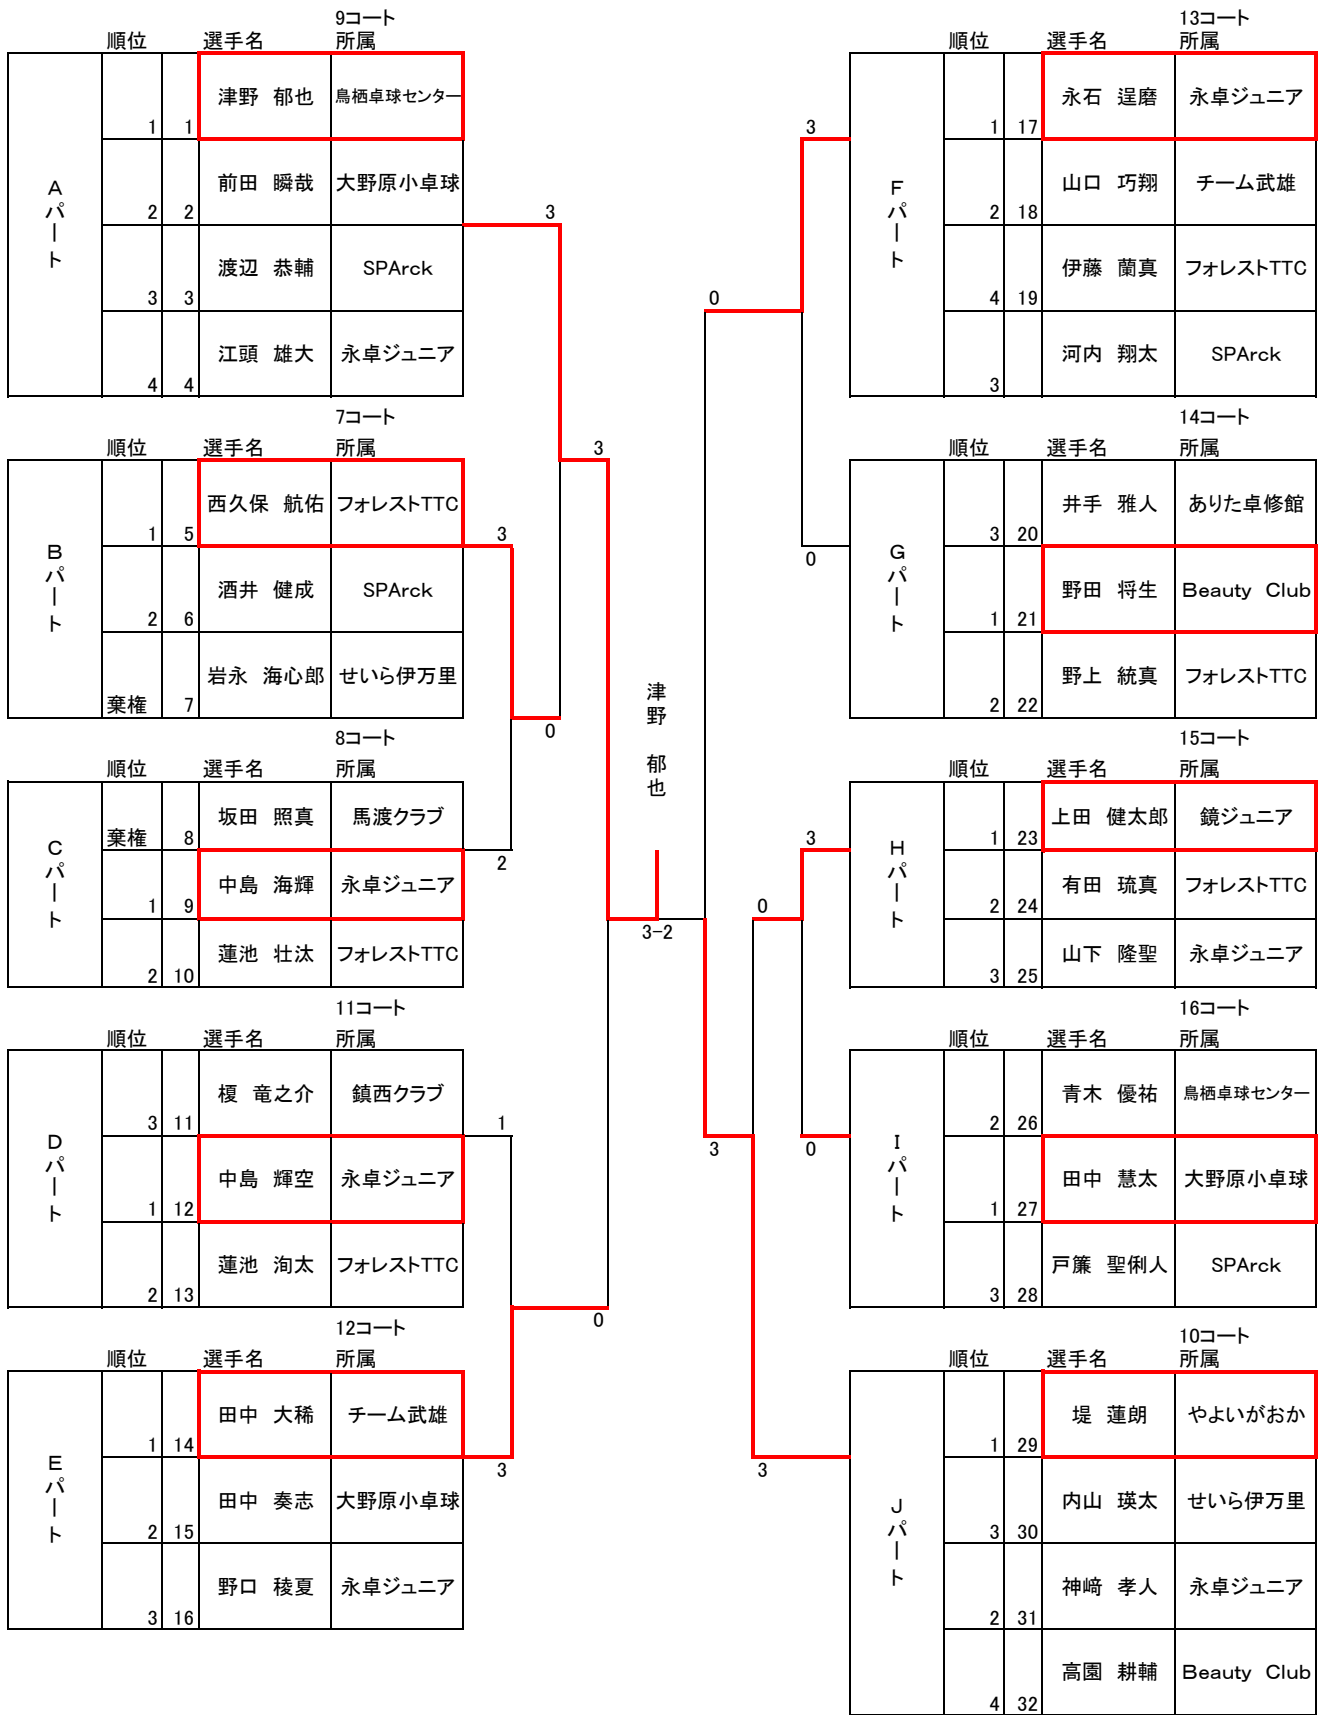 9コート
順位 選手名 所属
Aパート
1 1 津野 郁也 鳥栖卓球センター
2 2 前田 瞬哉 大野原小卓球
3 3 渡辺 恭輔 SPArck
4 4 江頭 雄大 永卓ジュニア
3
7コート
順位 選手名 所属
Bパート
1 5 西久保 航佑 フォレストTTC
2 6 酒井 健成 SPArck
棄権 7 岩永 海心郎 せいら伊万里
3
3
0
8コート
順位 選手名 所属
Cパート
棄権 8 坂田 照真 馬渡クラブ
1 9 中島 海輝 永卓ジュニア
2 10 蓮池 壮汰 フォレストTTC
2
11コート
順位 選手名 所属
Dパート
3 11 榎 竜之介 鎮西クラブ
1 12 中島 輝空 永卓ジュニア
2 13 蓮池 洵太 フォレストTTC
1
0
12コート
順位 選手名 所属
Eパート
1 14 田中 大稀 チーム武雄
2 15 田中 奏志 大野原小卓球
3 16 野口 稜夏 永卓ジュニア
3
津野 郁也
3-2
13コート
順位 選手名 所属
Fパート
1 17 永石 逞磨 永卓ジュニア
2 18 山口 巧翔 チーム武雄
4 19 伊藤 蘭真 フォレストTTC
3 河内 翔太 SPArck
3
0
14コート
順位 選手名 所属
Gパート
3 20 井手 雅人 ありた卓修館
1 21 野田 将生 Beauty Club
2 22 野上 統真 フォレストTTC
0
15コート
順位 選手名 所属
Hパート
1 23 上田 健太郎 鏡ジュニア
2 24 有田 琉真 フォレストTTC
3 25 山下 隆聖 永卓ジュニア
3
0
16コート
順位 選手名 所属
Iパート
2 26 青木 優祐 鳥栖卓球センター
1 27 田中 慧太 大野原小卓球
3 28 戸簾 聖俐人 SPArck
0
3
10コート
順位 選手名 所属
Jパート
1 29 堤 蓮朗 やよいがおか
3 30 内山 瑛太 せいら伊万里
2 31 神﨑 孝人 永卓ジュニア
4 32 高園 耕輔 Beauty Club
3